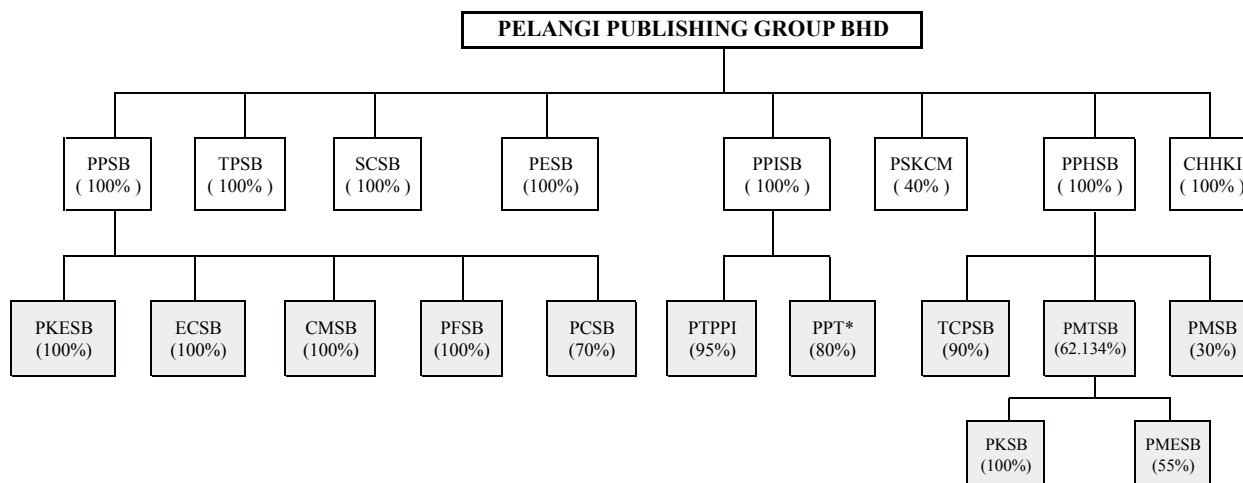 PELANGI PUBLISHING GROUP BHD
PPSB
( 100% )
TPSB
( 100% )
SCSB
( 100% )
PESB
(100%)
PPISB
( 100% )
PSKCM
( 40% )
PPHSB
( 100% )
CHHKI
( 100% )
PKESB
(100%)
ECSB
(100%)
CMSB
(100%)
PFSB
(100%)
PCSB
(70%)
PTPPI
(95%)
PPT*
(80%)
TCPSB
(90%)
PMTSB
(62.134%)
PMSB
(30%)
PKSB
(100%)
PMESB
(55%)